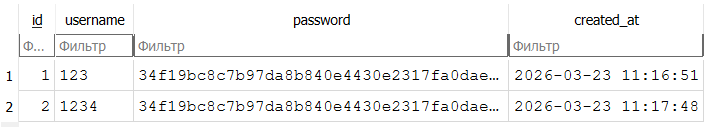 id username password created_at
Ф... Фильтр Фильтр Фильтр
1 1 123 34f19bc8c7b97da8b840e4430e2317fa0dae... 2026-03-23 11:16:51
2 2 1234 34f19bc8c7b97da8b840e4430e2317fa0dae... 2026-03-23 11:17:48